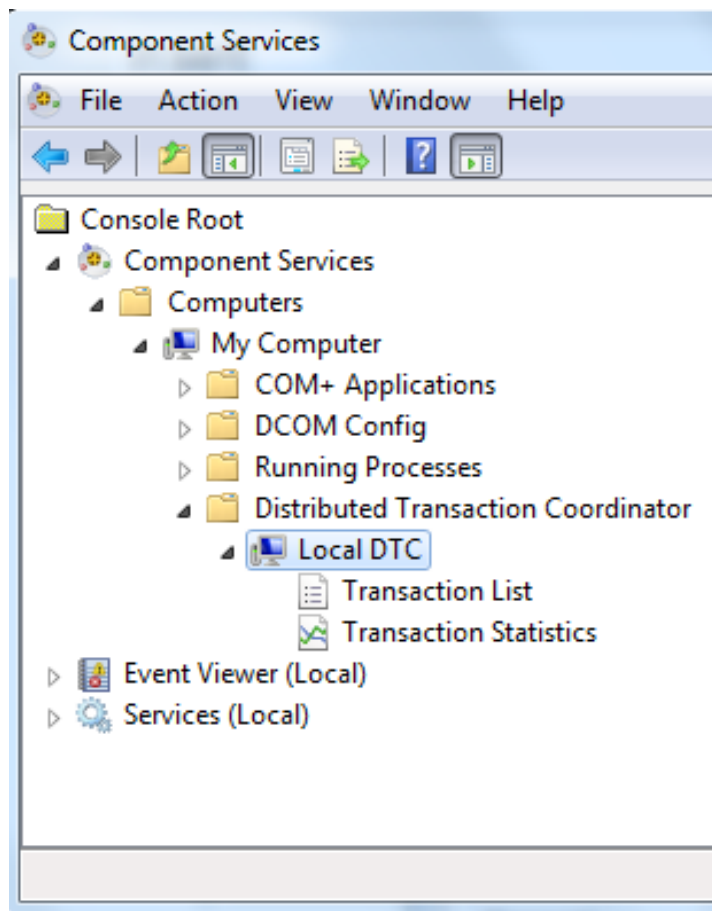 Component Services
File Action View Window Help
Console Root
Component Services
Computers
My Computer
COM+ Applications
DCOM Config
Running Processes
Distributed Transaction Coordinator
Local DTC
Transaction List
Transaction Statistics
Event Viewer (Local)
Services (Local)